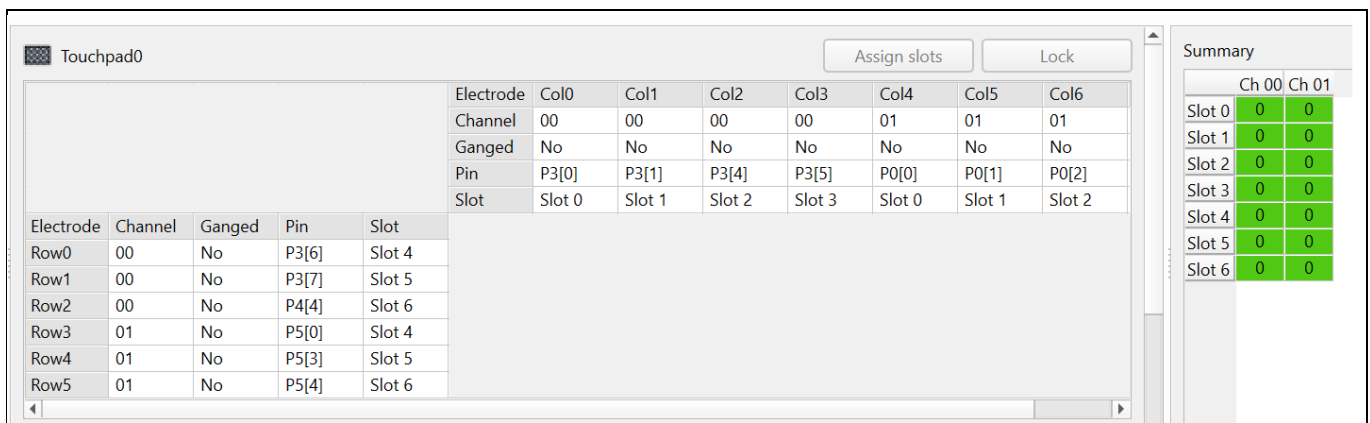 Touchpad0 Assign slots Lock Summary
Electrode Col0 Col1 Col2 Col3 Col4 Col5 Col6
Channel 00 00 00 00 01 01 01
Ganged No No No No No No No
Pin P3[0] P3[1] P3[4] P3[5] P0[0] P0[1] P0[2]
Slot Slot 0 Slot 1 Slot 2 Slot 3 Slot 0 Slot 1 Slot 2
Electrode Channel Ganged Pin Slot
Row0 00 No P3[6] Slot 4
Row1 00 No P3[7] Slot 5
Row2 00 No P4[4] Slot 6
Row3 01 No P5[0] Slot 4
Row4 01 No P5[3] Slot 5
Row5 01 No P5[4] Slot 6
Ch 00 Ch 01
Slot 0 0 0
Slot 1 0 0
Slot 2 0 0
Slot 3 0 0
Slot 4 0 0
Slot 5 0 0
Slot 6 0 0